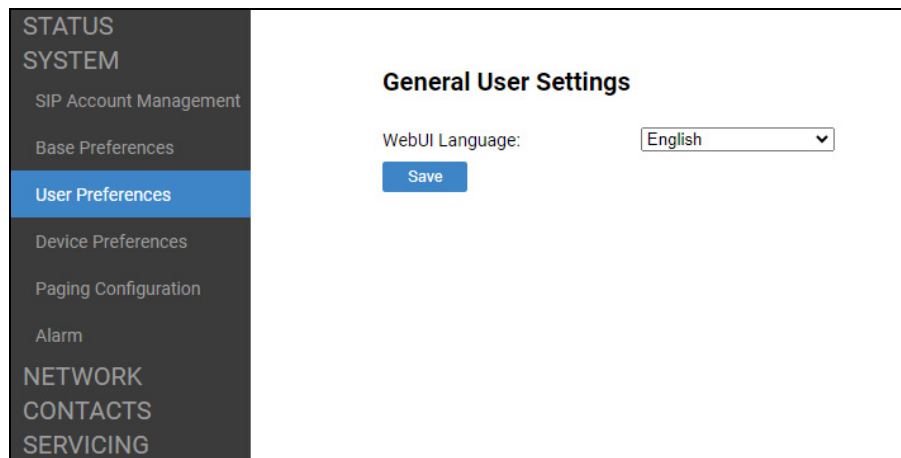 STATUS
SYSTEM
SIP Account Management
Base Preferences
User Preferences
Device Preferences
Paging Configuration
Alarm
NETWORK
CONTACTS
SERVICING
General User Settings
WebUI Language: English
Save